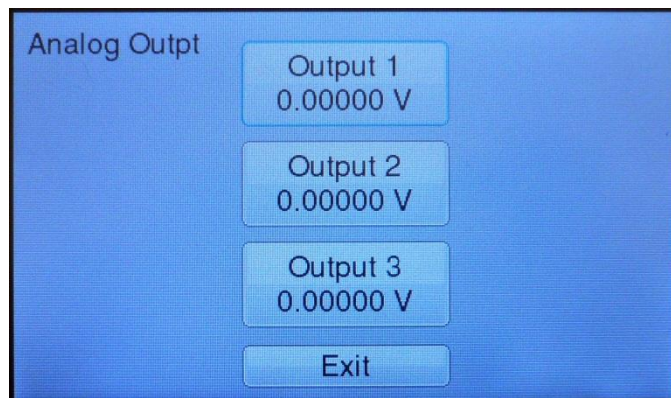 Analog Outpt
Output 1
0.00000 V
Output 2
0.00000 V
Output 3
0.00000 V
Exit